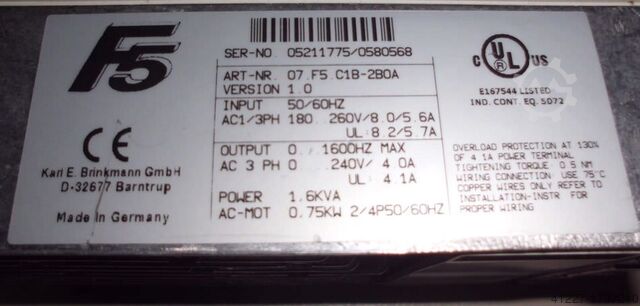 F5
CE
Karl E. Brinkmann GmbH
D-32677 Barntrup
Made in Germany
SER-NO. 05211775/0580568
ART-NR. 07.F5.C1B-2B0A
VERSION 1.0
INPUT 50/60HZ
AC1/3PH 180...260V/8.0/5.6A
UL:8.2/5.7A
OUTPUT 0...1600HZ MAX
AC 3 PH 0...240V/ 4.0A
UL 4.1A
POWER 1.6KVA
AC-MOT 0.75KW 2/4P50/60HZ
C UL US
E167544 LISTED
IND. CONT. EQ. 5D72
OVERLOAD PROTECTION AT 130%
OF 4.1A POWER TERMINAL
TIGHTENING TORQUE 0.5 NM
WIRING CONNECTION: USE 75°C
COPPER WIRES ONLY REFER TO
INSTALLATION-INSTR FOR
PROPER WIRING